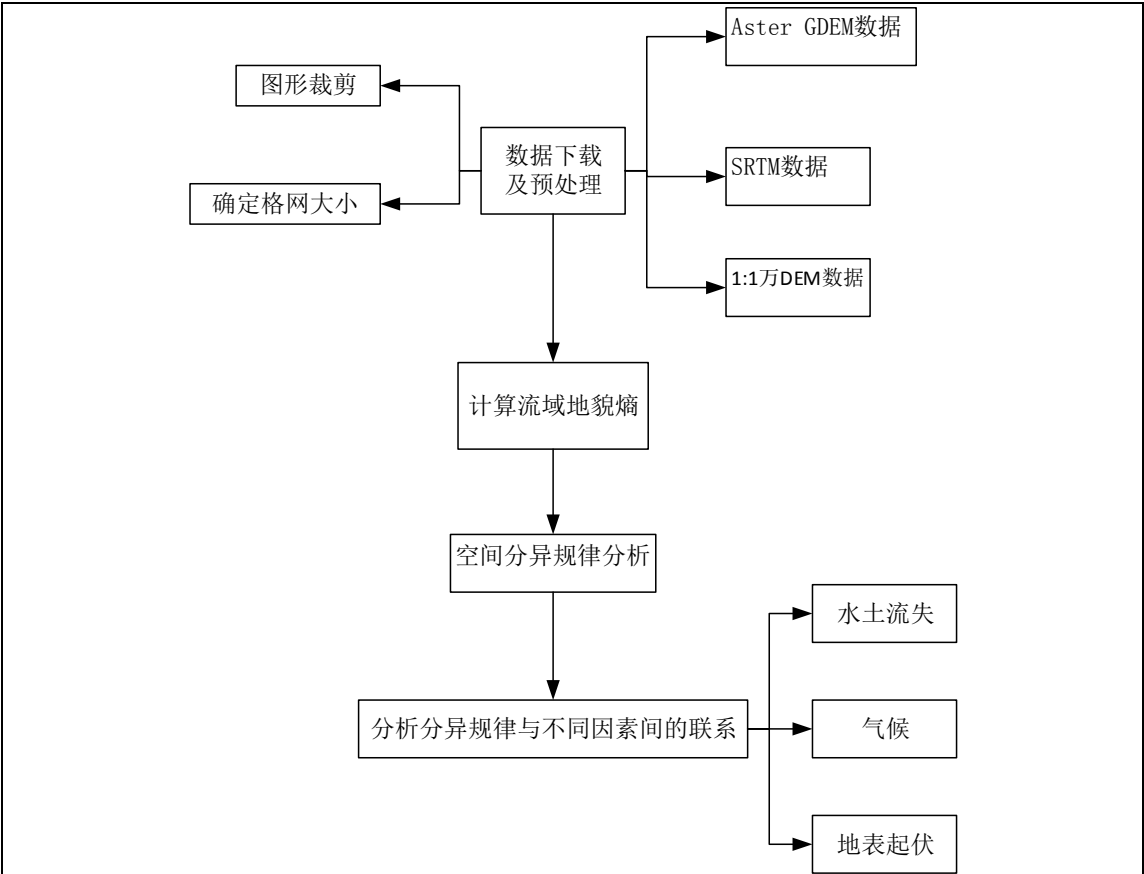 Aster GDEM数据
图形裁剪
数据下载
及预处理
SRTM数据
确定格网大小
1:1万DEM数据
计算流域地貌熵
空间分异规律分析
水土流失
分析分异规律与不同因素间的联系
气候
地表起伏